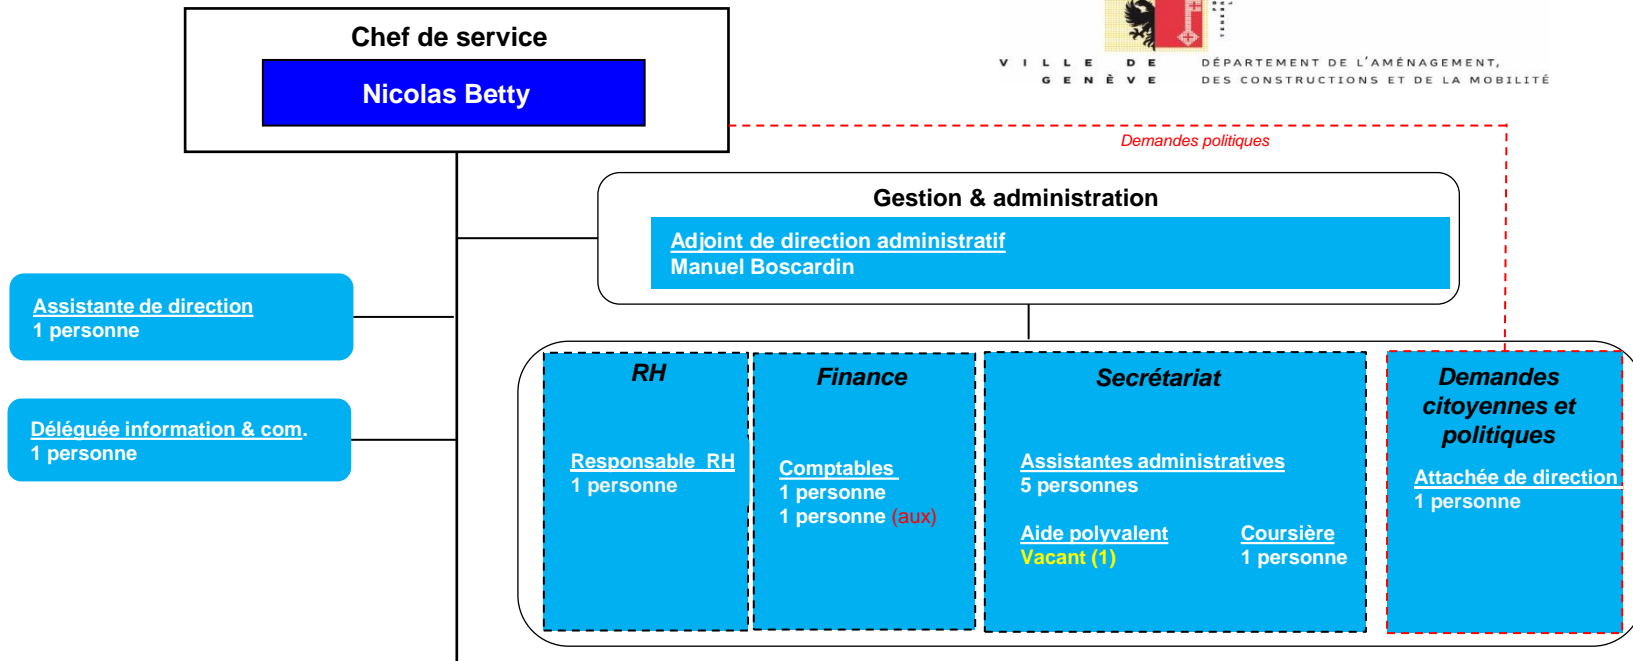 Chef de service
Nicolas Betty
VILLE DE
GENÈVE
DÉPARTEMENT DE L'AMÉNAGEMENT,
DES CONSTRUCTIONS ET DE LA MOBILITÉ
Demandes politiques
Gestion & administration
Adjoint de direction administratif
Manuel Boscardin
Assistante de direction
1 personne
Déléguée information & com.
1 personne
RH
Responsable RH
1 personne
Finance
Comptables
1 personne
1 personne (aux)
Secrétariat
Assistantes administratives
5 personnes
Aide polyvalent
Vacant (1)
Coursière
1 personne
Demandes
citoyennes et
politiques
Attachée de direction
1 personne